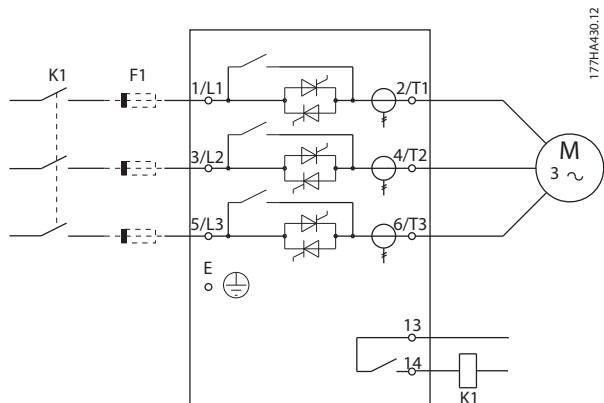 177HA430.12
K1
F1
1/L1
2/T1
3/L2
4/T2
M
3 ~
5/L3
6/T3
E
13
14
K1